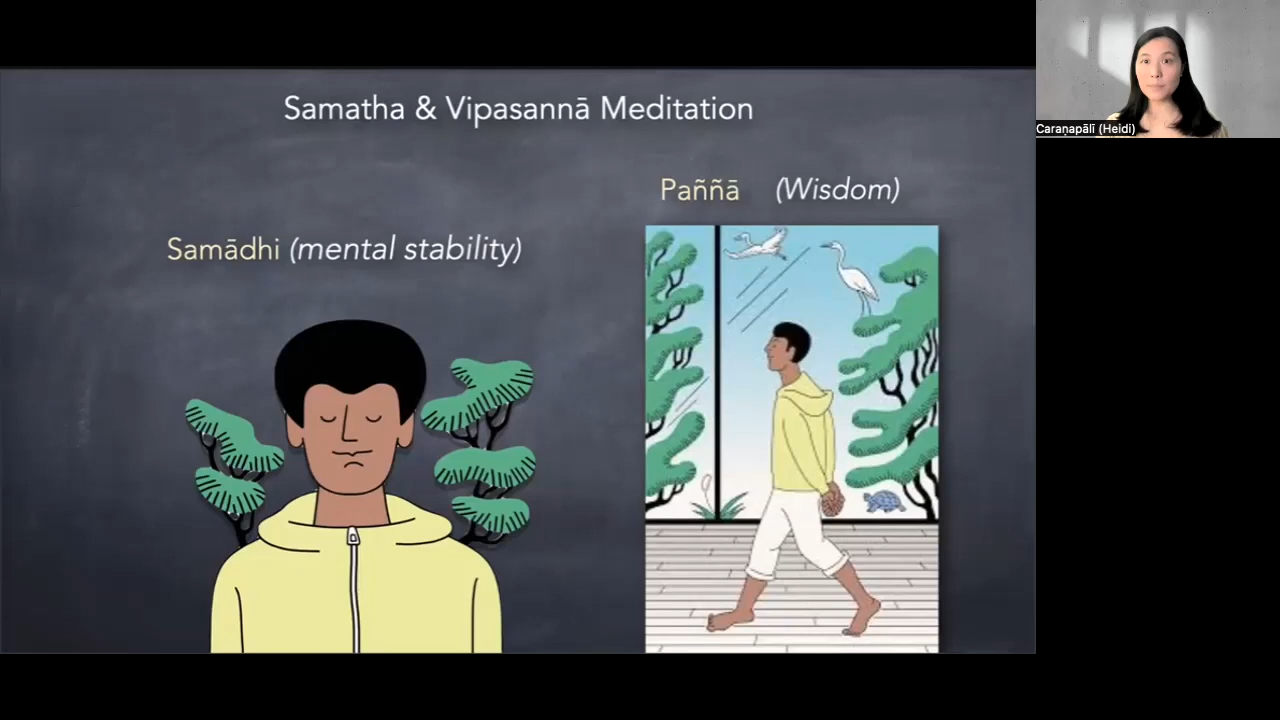 Samatha & Vipasannā Meditation
Paññā (Wisdom)
Samādhi (mental stability)
Caraṇapālī (Heidi)